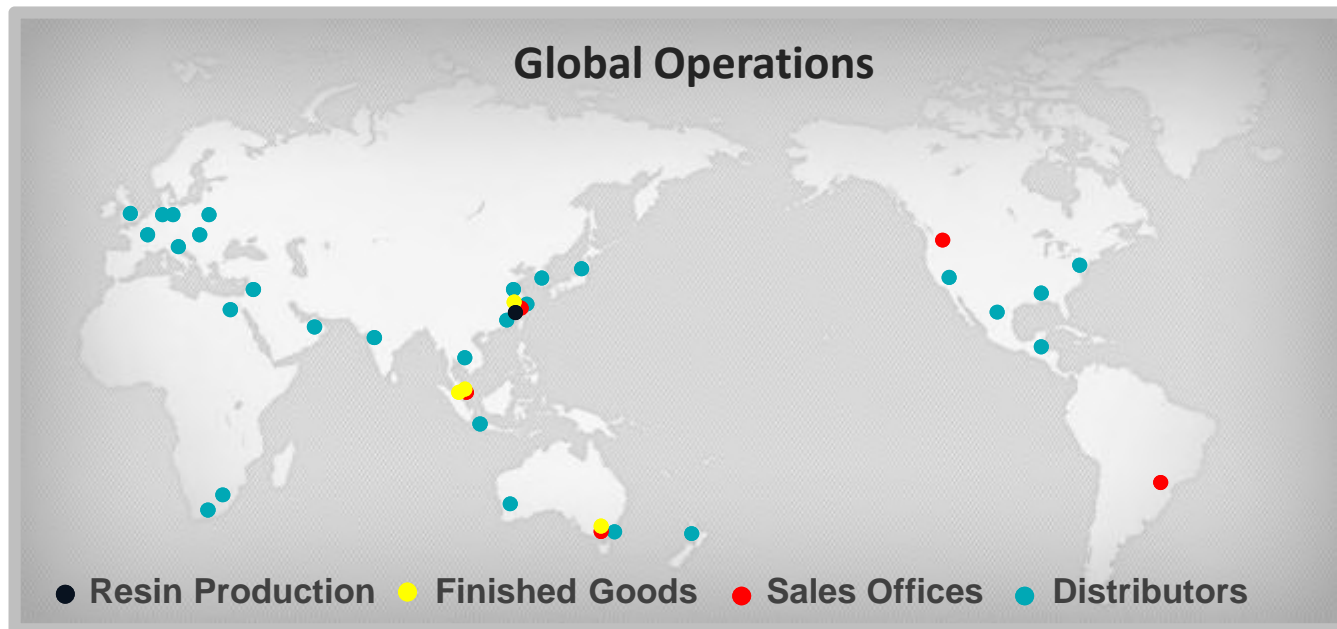 Global Operations
Resin Production Finished Goods Sales Offices Distributors